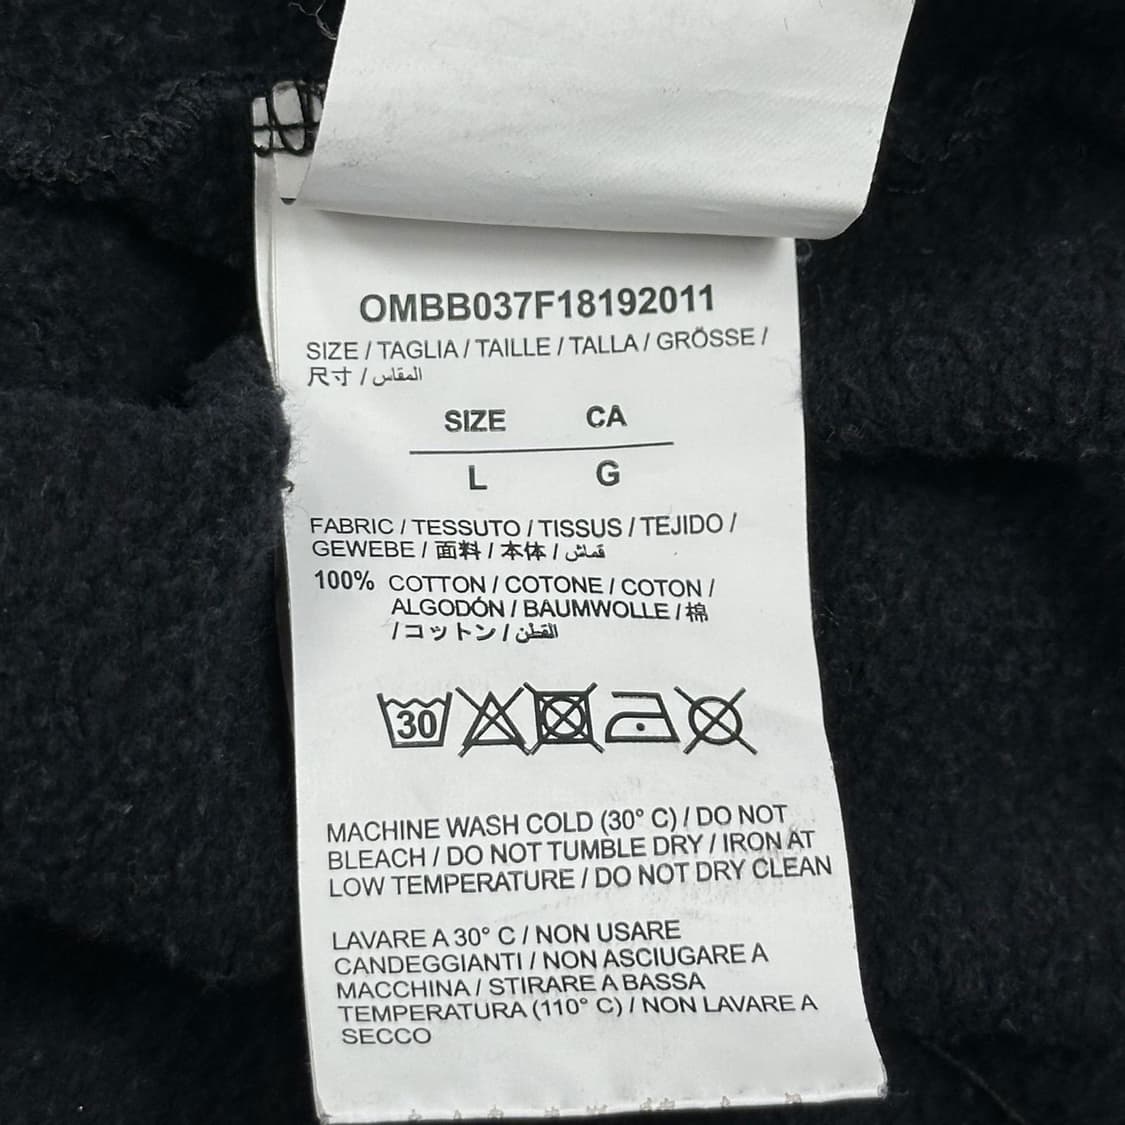 OMBB037F18192011
SIZE / TAGLIA / TAILLE / TALLA / GRÖSSE /
尺寸 / المقاس
SIZE CA
L G
FABRIC / TESSUTO / TISSUS / TEJIDO /
GEWEBE / 面料 / 本体 / قماش
100% COTTON / COTONE / COTON /
ALGODÓN / BAUMWOLLE / 棉
/ コットン / القطن
30
MACHINE WASH COLD (30° C) / DO NOT
BLEACH / DO NOT TUMBLE DRY / IRON AT
LOW TEMPERATURE / DO NOT DRY CLEAN
LAVARE A 30° C / NON USARE
CANDEGGIANTI / NON ASCIUGARE A
MACCHINA / STIRARE A BASSA
TEMPERATURA (110° C) / NON LAVARE A
SECCO